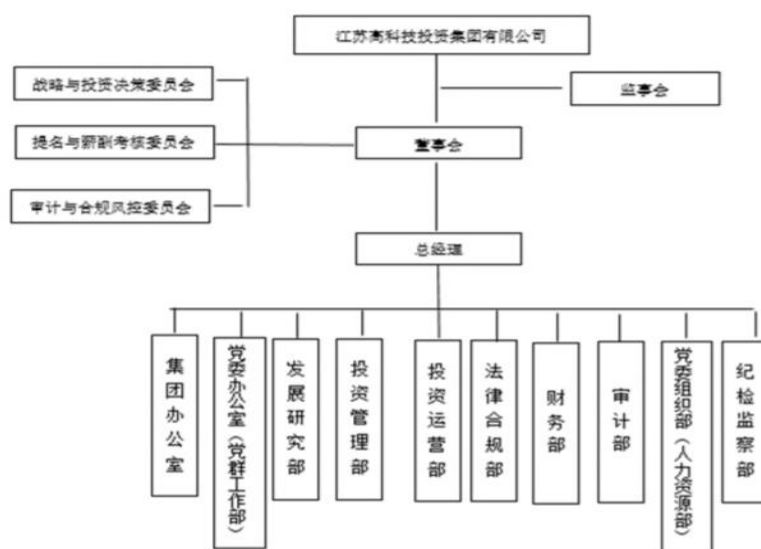 江苏高科技投资集团有限公司
战略与投资决策委员会
监事会
提名与薪酬考核委员会
董事会
审计与合规风控委员会
总经理
集团办公室
党委办公室(党群工作部)
发展研究部
投资管理部
投资运营部
法律合规部
财务部
审计部
党委组织部(人力资源部)
纪检监察部